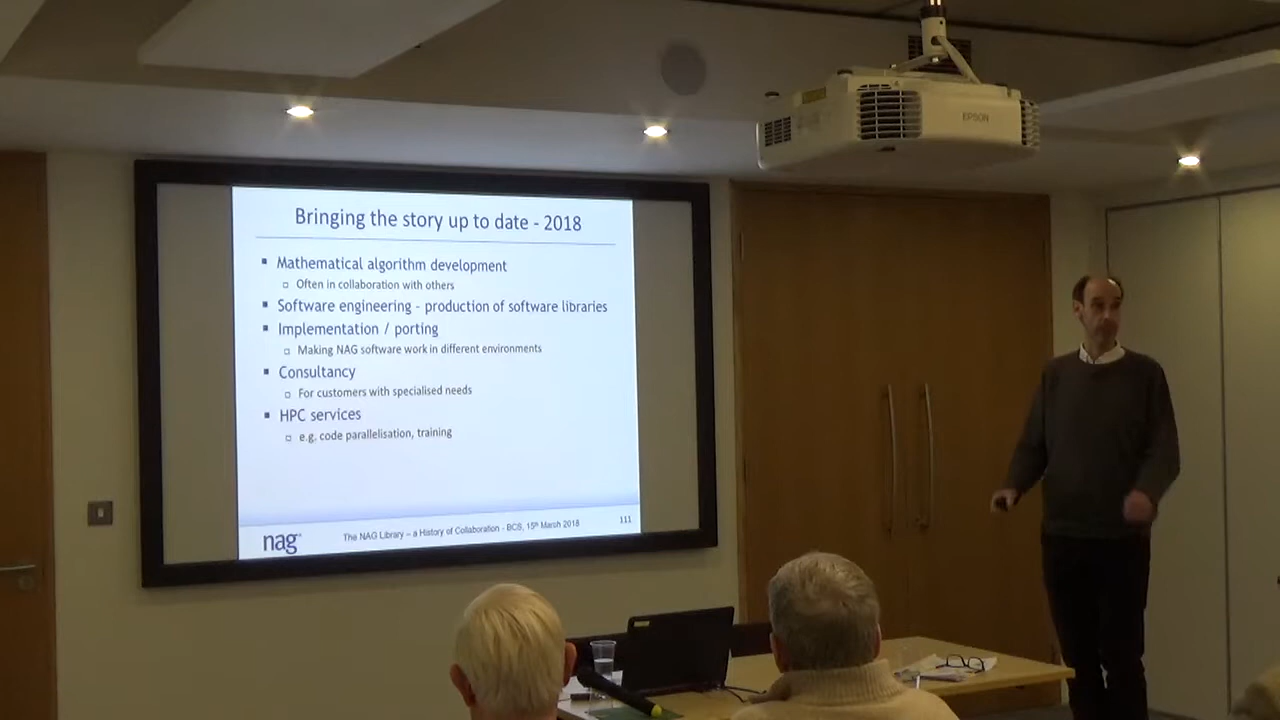 EPSON
Bringing the story up to date - 2018
Mathematical algorithm development
Often in collaboration with others
Software engineering - production of software libraries
Implementation / porting
Making NAG software work in different environments
Consultancy
For customers with specialised needs
HPC services
e.g. code parallelisation, training
nag
The NAG Library – a History of Collaboration - BCS, 15th March 2018
111